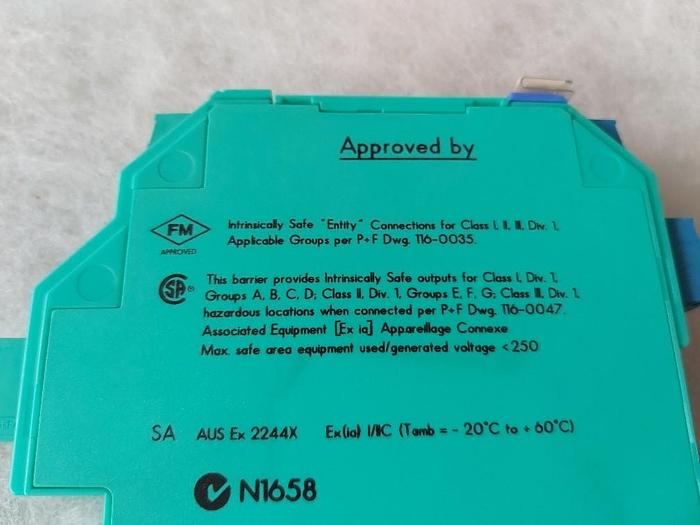 Approved by
FM
APPROVED
Intrinsically Safe "Entity" Connections for Class I, II, III, Div. 1,
Applicable Groups per P+F Dwg. 116-0035.
SA ®
This barrier provides Intrinsically Safe outputs for Class I, Div. 1,
Groups A, B, C, D; Class II, Div. 1, Groups E, F, G; Class III, Div. 1,
hazardous locations when connected per P+F Dwg. 116-0047.
Associated Equipment [Ex ia] Appareillage Connexe
Max. safe area equipment used/generated voltage <250
SA AUS Ex 2244X Ex(ia) I/IIC (Tamb = - 20°C to + 60°C)
N1658